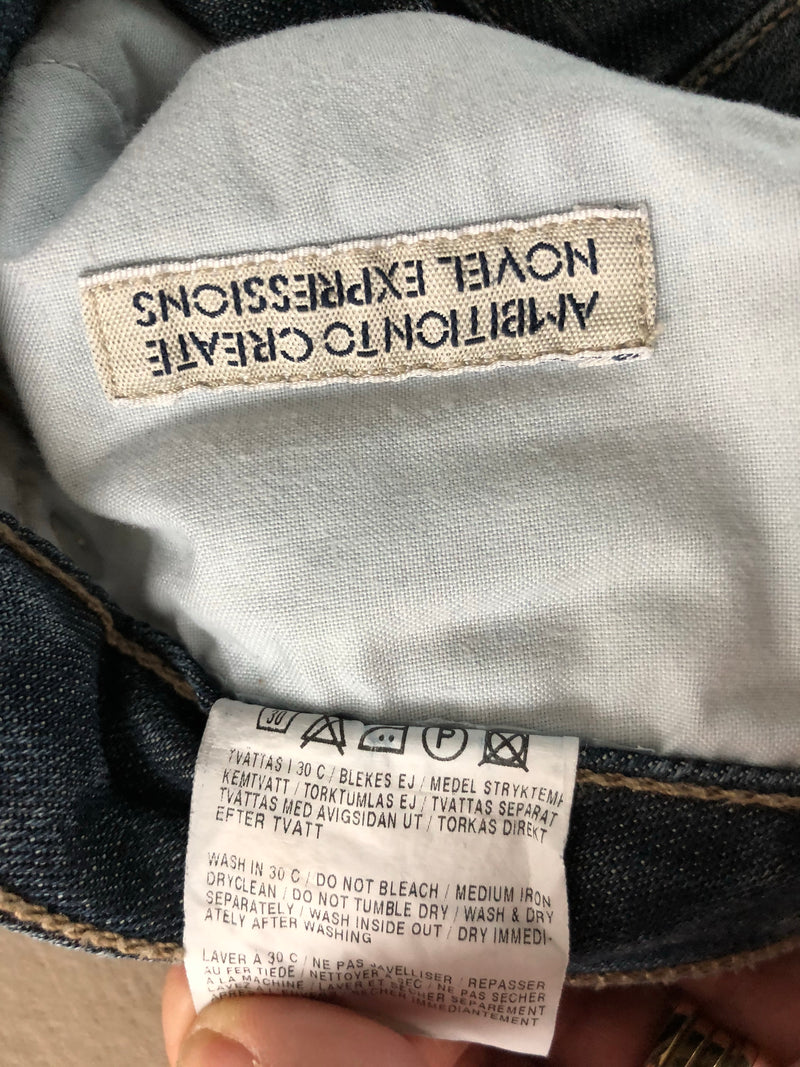 AMBITION TO CREATE
NOVEL EXPRESSIONS
30
P
TVÄTTAS I 30 C / BLEKES EJ / MEDEL STRYKTEM
KEMTVÄTT / TORKTUMLAS EJ / TVÄTTAS SEPARAT
TVÄTTAS MED AVIGSIDAN UT / TORKAS DIREKT
EFTER TVÄTT
WASH IN 30 C / DO NOT BLEACH / MEDIUM IRON
DRYCLEAN / DO NOT TUMBLE DRY / WASH & DRY
SEPARATELY / WASH INSIDE OUT / DRY IMMEDI-
ATELY AFTER WASHING
LAVER A 30 C / NE PAS JAVELLISER / REPASSER
AU FER TIEDE / NETTOYER A SEC / NE PAS SECHER
A LA MACHINE / LAVER ET SECHER SEPAREMENT